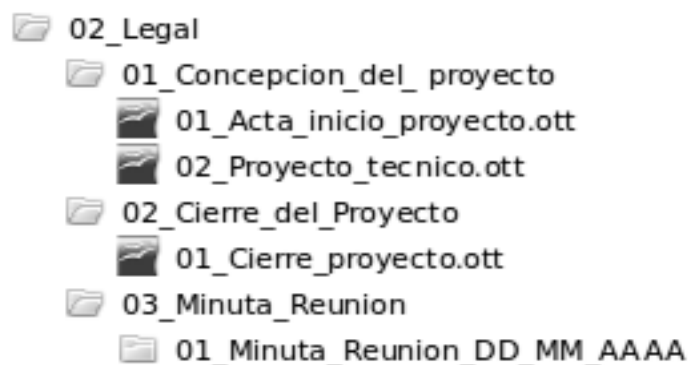 02_Legal
01_Concepcion_del_ proyecto
01_Acta_inicio_proyecto.ott
02_Proyecto_tecnico.ott
02_Cierre_del_Proyecto
01_Cierre_proyecto.ott
03_Minuta_Reunion
01_Minuta_Reunion_DD_MM_AAAA